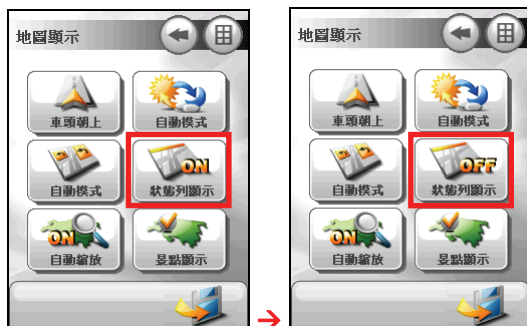 地圖顯示
車頭朝上 自動模式
自動模式 ON 狀態列顯示
ON 自動縮放 景點顯示
→
地圖顯示
車頭朝上 自動模式
自動模式 OFF 狀態列顯示
ON 自動縮放 景點顯示